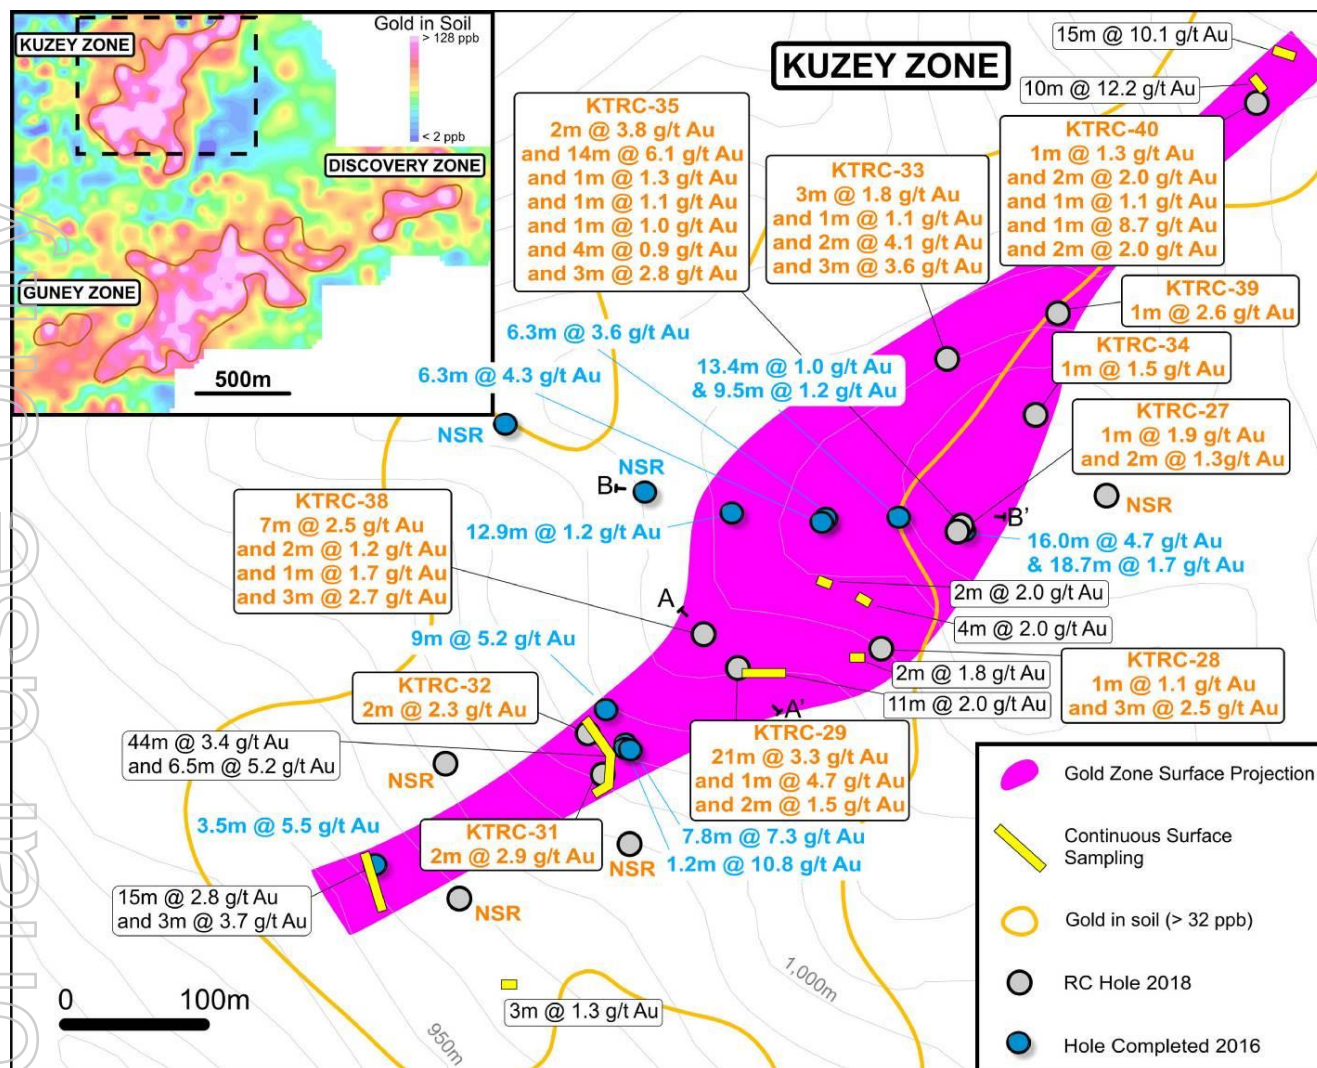 Gold in Soil
> 128 ppb
< 2 ppb
KUZEY ZONE
DISCOVERY ZONE
GUNEY ZONE
500m
KUZEY ZONE
15m @ 10.1 g/t Au
10m @ 12.2 g/t Au
KTRC-35
2m @ 3.8 g/t Au
and 14m @ 6.1 g/t Au
and 1m @ 1.3 g/t Au
and 1m @ 1.1 g/t Au
and 1m @ 1.0 g/t Au
and 4m @ 0.9 g/t Au
and 3m @ 2.8 g/t Au
KTRC-33
3m @ 1.8 g/t Au
and 1m @ 1.1 g/t Au
and 2m @ 4.1 g/t Au
and 3m @ 3.6 g/t Au
KTRC-40
1m @ 1.3 g/t Au
and 2m @ 2.0 g/t Au
and 1m @ 1.1 g/t Au
and 1m @ 8.7 g/t Au
and 2m @ 2.0 g/t Au
KTRC-39
1m @ 2.6 g/t Au
KTRC-34
1m @ 1.5 g/t Au
KTRC-27
1m @ 1.9 g/t Au
and 2m @ 1.3g/t Au
NSR
6.3m @ 3.6 g/t Au
6.3m @ 4.3 g/t Au
13.4m @ 1.0 g/t Au
& 9.5m @ 1.2 g/t Au
NSR
NSR
B
B'
12.9m @ 1.2 g/t Au
16.0m @ 4.7 g/t Au
& 18.7m @ 1.7 g/t Au
KTRC-38
7m @ 2.5 g/t Au
and 2m @ 1.2 g/t Au
and 1m @ 1.7 g/t Au
and 3m @ 2.7 g/t Au
A
2m @ 2.0 g/t Au
4m @ 2.0 g/t Au
2m @ 1.8 g/t Au
11m @ 2.0 g/t Au
KTRC-28
1m @ 1.1 g/t Au
and 3m @ 2.5 g/t Au
9m @ 5.2 g/t Au
KTRC-32
2m @ 2.3 g/t Au
A'
44m @ 3.4 g/t Au
and 6.5m @ 5.2 g/t Au
NSR
KTRC-29
21m @ 3.3 g/t Au
and 1m @ 4.7 g/t Au
and 2m @ 1.5 g/t Au
3.5m @ 5.5 g/t Au
KTRC-31
2m @ 2.9 g/t Au
NSR
7.8m @ 7.3 g/t Au
1.2m @ 10.8 g/t Au
15m @ 2.8 g/t Au
and 3m @ 3.7 g/t Au
NSR
3m @ 1.3 g/t Au
0 100m
950m
1,000m
Gold Zone Surface Projection
Continuous Surface
Sampling
Gold in soil (> 32 ppb)
RC Hole 2018
Hole Completed 2016